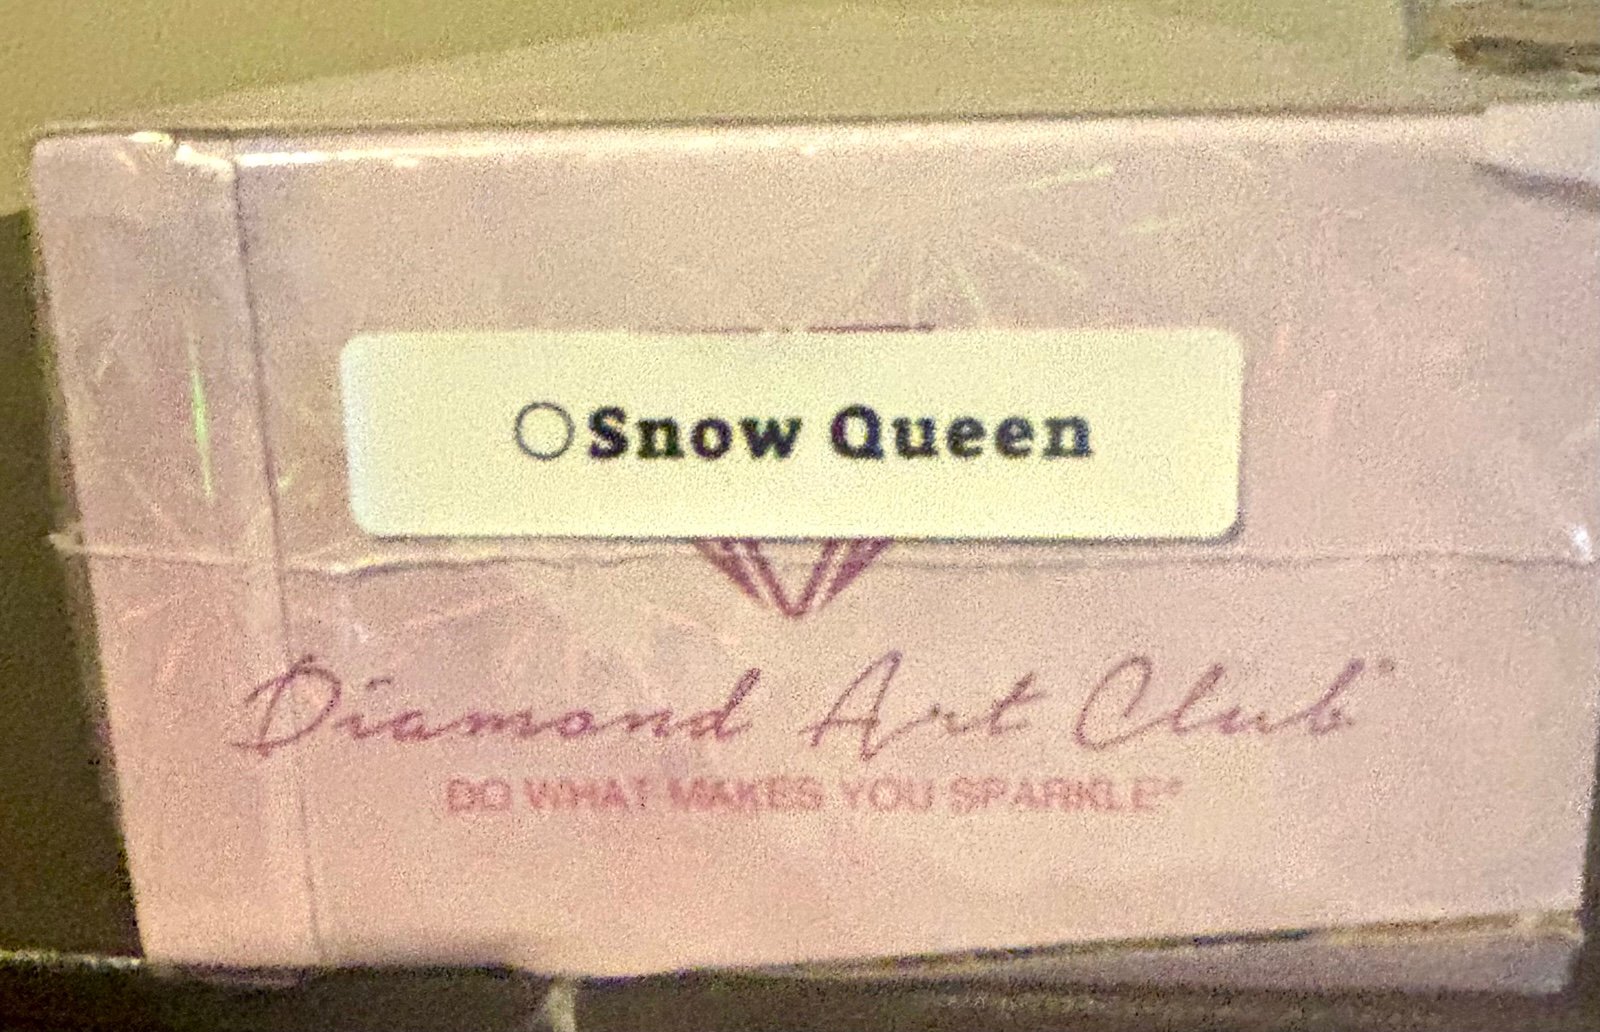 ○Snow Queen
Diamond Art Club®
DO WHAT MAKES YOU SPARKLE®